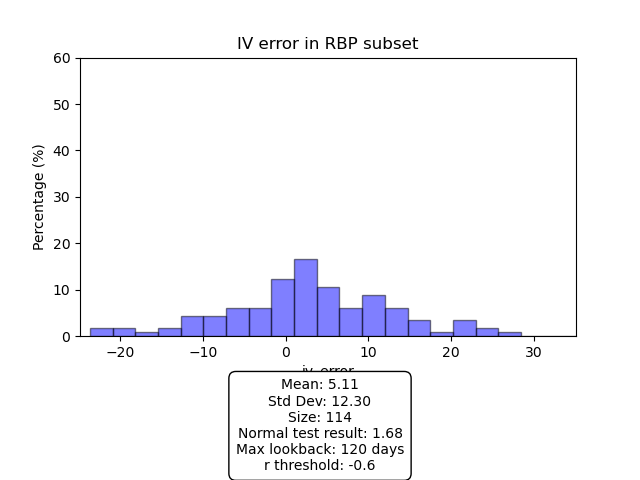 IV error in RBP subset
Percentage (%)
60
50
40
30
20
10
0
−20 −10 0 10 20 30
iv_error
Mean: 5.11
Std Dev: 12.30
Size: 114
Normal test result: 1.68
Max lookback: 120 days
r threshold: -0.6